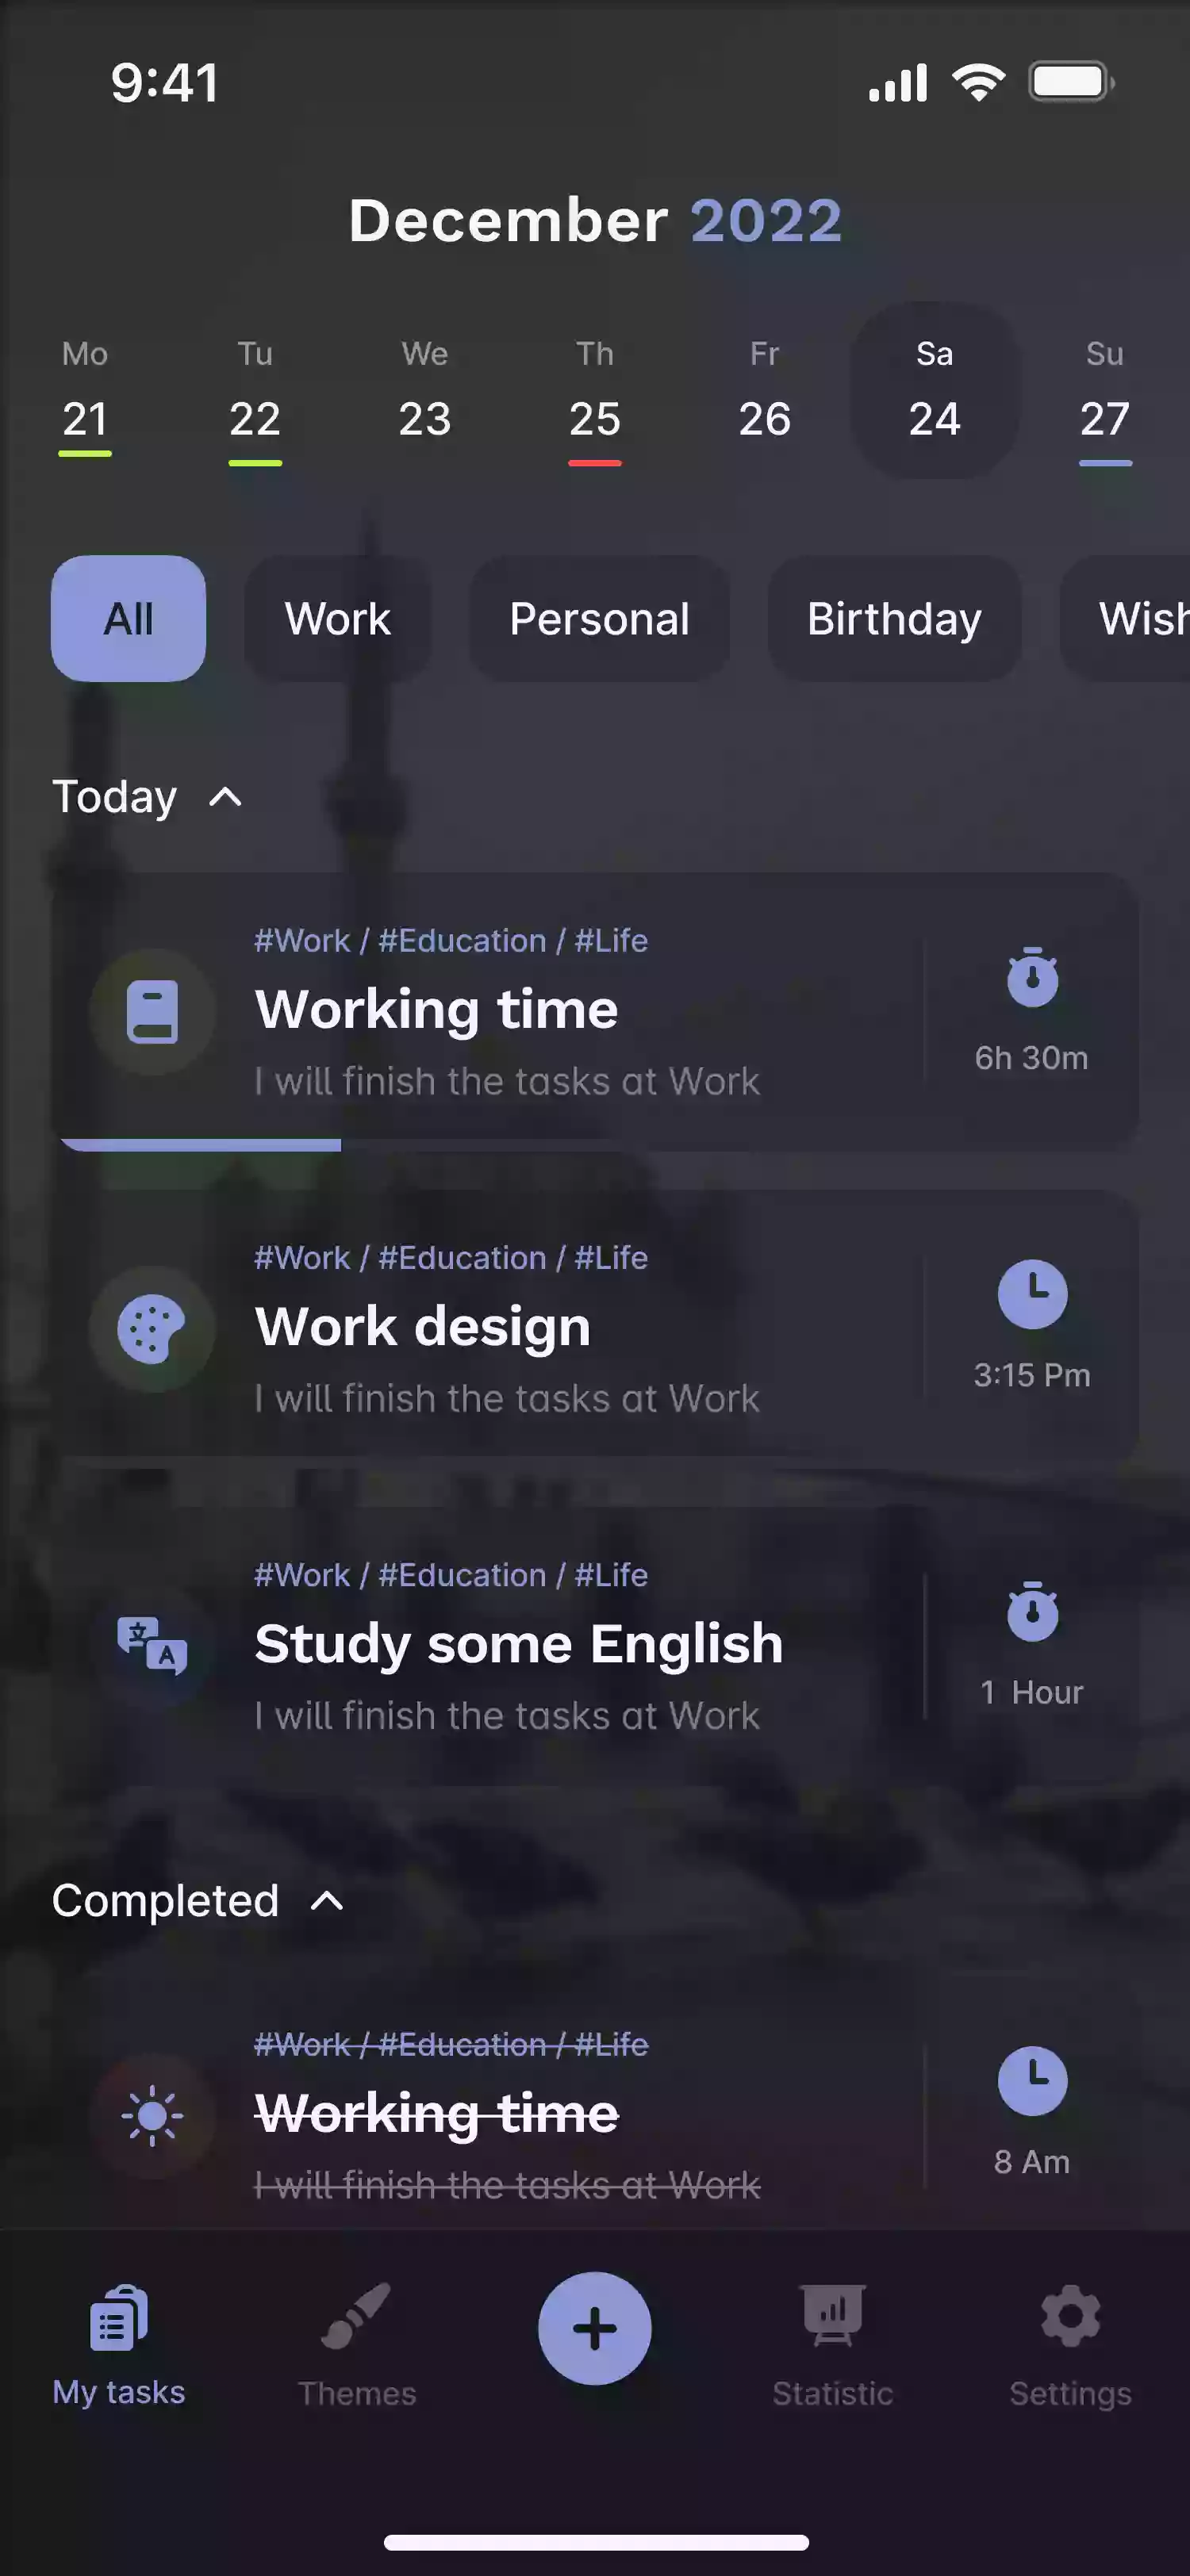 9:41
December 2022
Mo Tu We Th Fr Sa Su
21 22 23 25 26 24 27
All Work Personal Birthday Wish
Today
#Work / #Education / #Life
Working time
I will finish the tasks at Work
6h 30m
#Work / #Education / #Life
Work design
I will finish the tasks at Work
3:15 Pm
#Work / #Education / #Life
Study some English
I will finish the tasks at Work
1 Hour
Completed
#Work / #Education / #Life
Working time
I will finish the tasks at Work
8 Am
My tasks Themes Statistic Settings